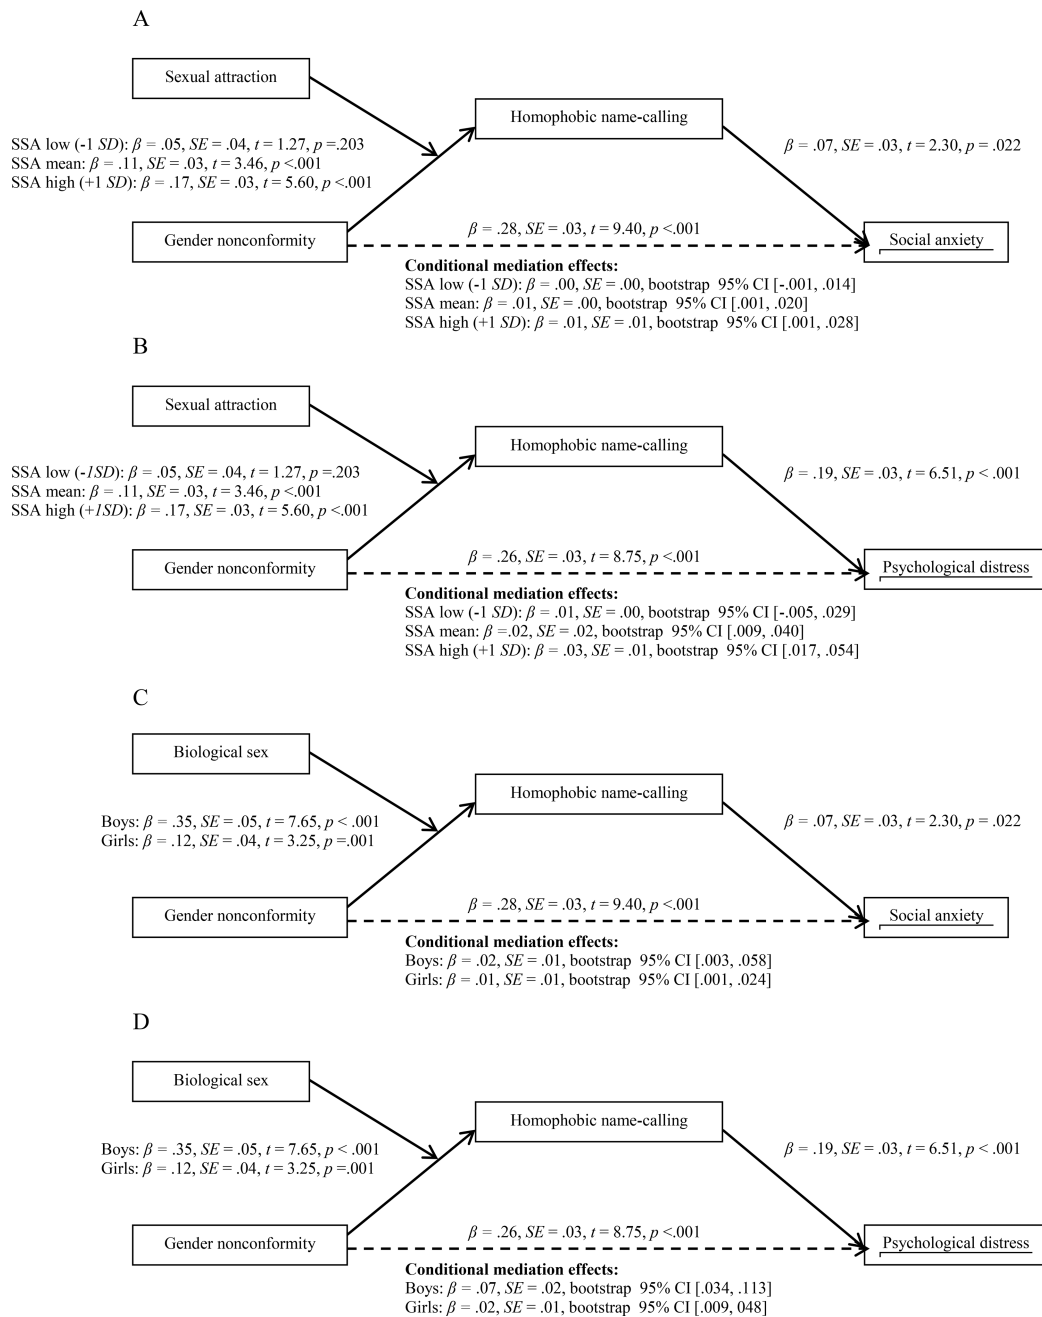 A
Sexual attraction
Homophobic name-calling
SSA low (-1 SD): β = .05, SE = .04, t = 1.27, p =.203
SSA mean: β = .11, SE = .03, t = 3.46, p <.001
SSA high (+1 SD): β = .17, SE = .03, t = 5.60, p <.001
β = .07, SE = .03, t = 2.30, p = .022
Gender nonconformity
β = .28, SE = .03, t = 9.40, p <.001
Social anxiety
Conditional mediation effects:
SSA low (-1 SD): β = .00, SE = .00, bootstrap 95% CI [-.001, .014]
SSA mean: β = .01, SE = .00, bootstrap 95% CI [.001, .020]
SSA high (+1 SD): β = .01, SE = .01, bootstrap 95% CI [.001, .028]
B
Sexual attraction
Homophobic name-calling
SSA low (-1SD): β = .05, SE = .04, t = 1.27, p =.203
SSA mean: β = .11, SE = .03, t = 3.46, p <.001
SSA high (+1SD): β = .17, SE = .03, t = 5.60, p <.001
β = .19, SE = .03, t = 6.51, p < .001
Gender nonconformity
β = .26, SE = .03, t = 8.75, p <.001
Psychological distress
Conditional mediation effects:
SSA low (-1 SD): β = .01, SE = .00, bootstrap 95% CI [-.005, .029]
SSA mean: β =.02, SE = .02, bootstrap 95% CI [.009, .040]
SSA high (+1 SD): β = .03, SE = .01, bootstrap 95% CI [.017, .054]
C
Biological sex
Homophobic name-calling
Boys: β = .35, SE = .05, t = 7.65, p < .001
Girls: β = .12, SE = .04, t = 3.25, p =.001
β = .07, SE = .03, t = 2.30, p = .022
Gender nonconformity
β = .28, SE = .03, t = 9.40, p <.001
Social anxiety
Conditional mediation effects:
Boys: β = .02, SE = .01, bootstrap 95% CI [.003, .058]
Girls: β = .01, SE = .01, bootstrap 95% CI [.001, .024]
D
Biological sex
Homophobic name-calling
Boys: β = .35, SE = .05, t = 7.65, p < .001
Girls: β = .12, SE = .04, t = 3.25, p =.001
β = .19, SE = .03, t = 6.51, p < .001
Gender nonconformity
β = .26, SE = .03, t = 8.75, p <.001
Psychological distress
Conditional mediation effects:
Boys: β = .07, SE = .02, bootstrap 95% CI [.034, .113]
Girls: β = .02, SE = .01, bootstrap 95% CI [.009, 048]